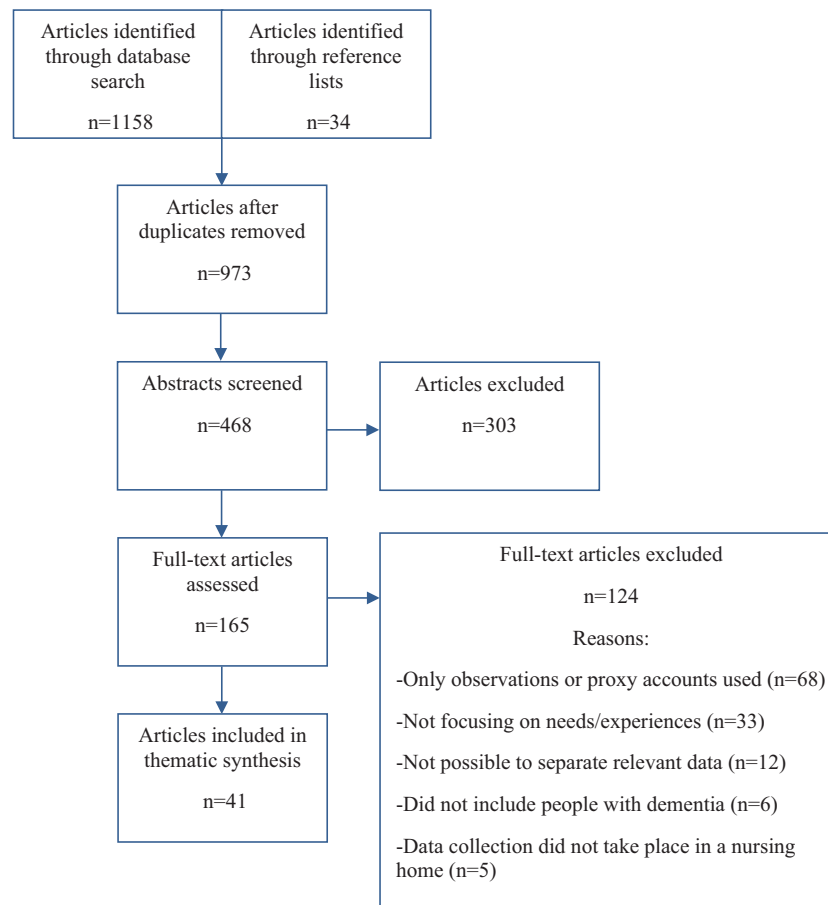 Articles identified
through database
search
n=1158
Articles identified
through reference
lists
n=34
Articles after
duplicates removed
n=973
Abstracts screened
n=468
Articles excluded
n=303
Full-text articles
assessed
n=165
Full-text articles excluded
n=124
Reasons:
-Only observations or proxy accounts used (n=68)
-Not focusing on needs/experiences (n=33)
-Not possible to separate relevant data (n=12)
-Did not include people with dementia (n=6)
-Data collection did not take place in a nursing
home (n=5)
Articles included in
thematic synthesis
n=41